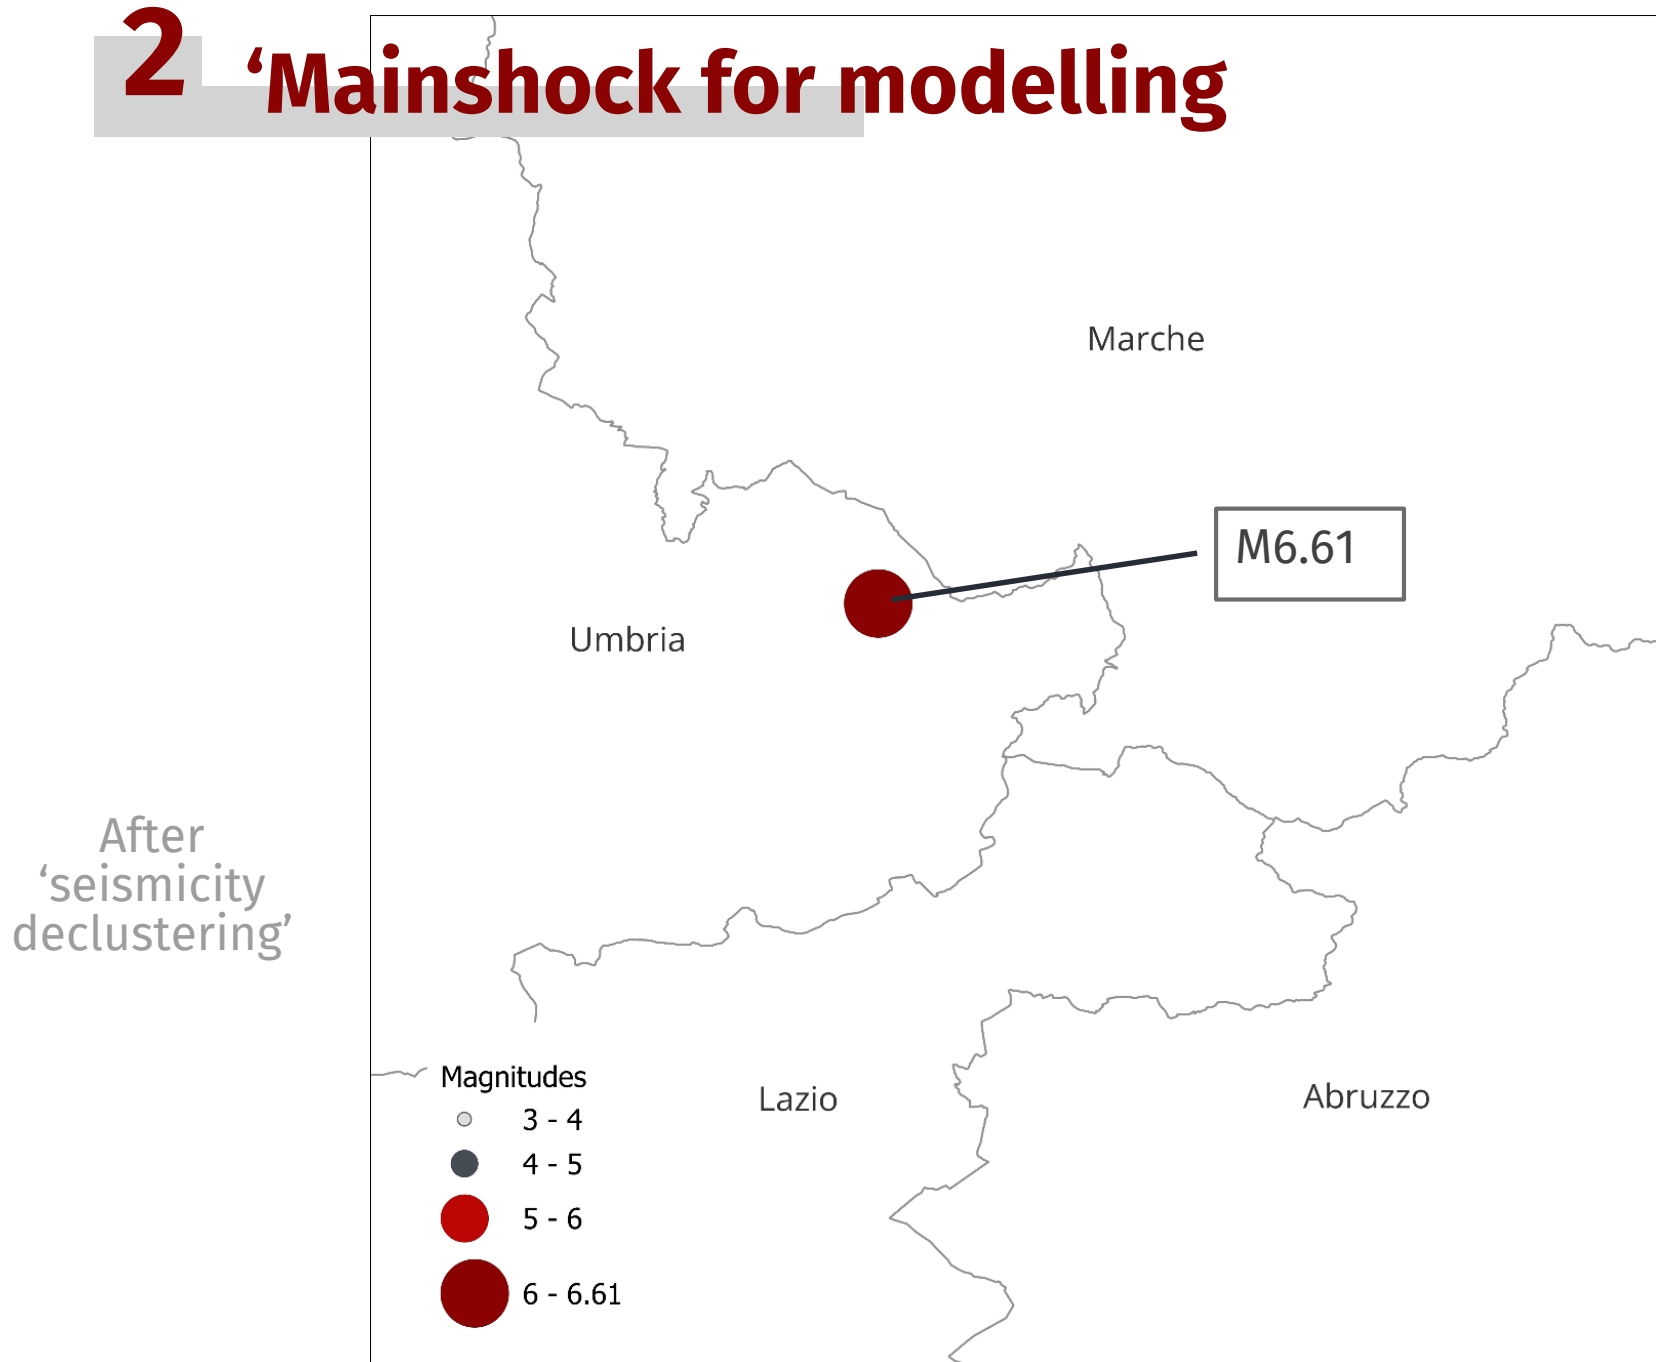 2
‘Mainshock for modelling
Marche
M6.61
Umbria
After
‘seismicity
declustering’
Magnitudes
3 - 4
4 - 5
5 - 6
6 - 6.61
Lazio
Abruzzo